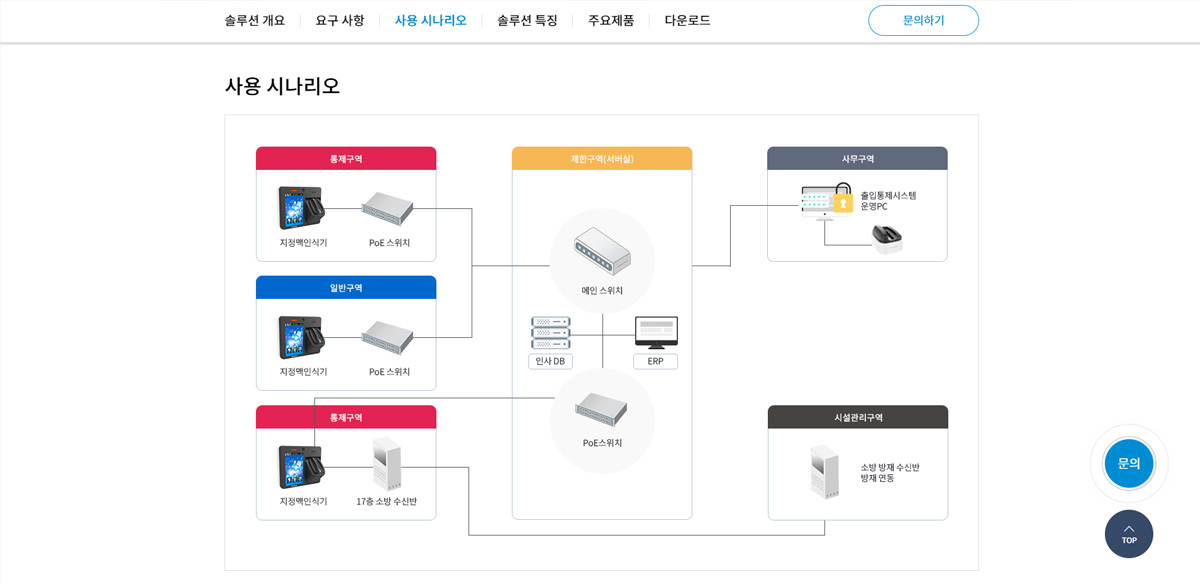 솔루션 개요
요구 사항
사용 시나리오
솔루션 특징
주요제품
다운로드
문의하기
사용 시나리오
통제구역
지정맥인식기
PoE 스위치
일반구역
지정맥인식기
PoE 스위치
통제구역
지정맥인식기
17층 소방 수신반
제한구역(서버실)
메인 스위치
인사 DB
ERP
PoE스위치
사무구역
출입통제시스템
운영PC
시설관리구역
소방 방재 수신반
방재 연동
문의
TOP